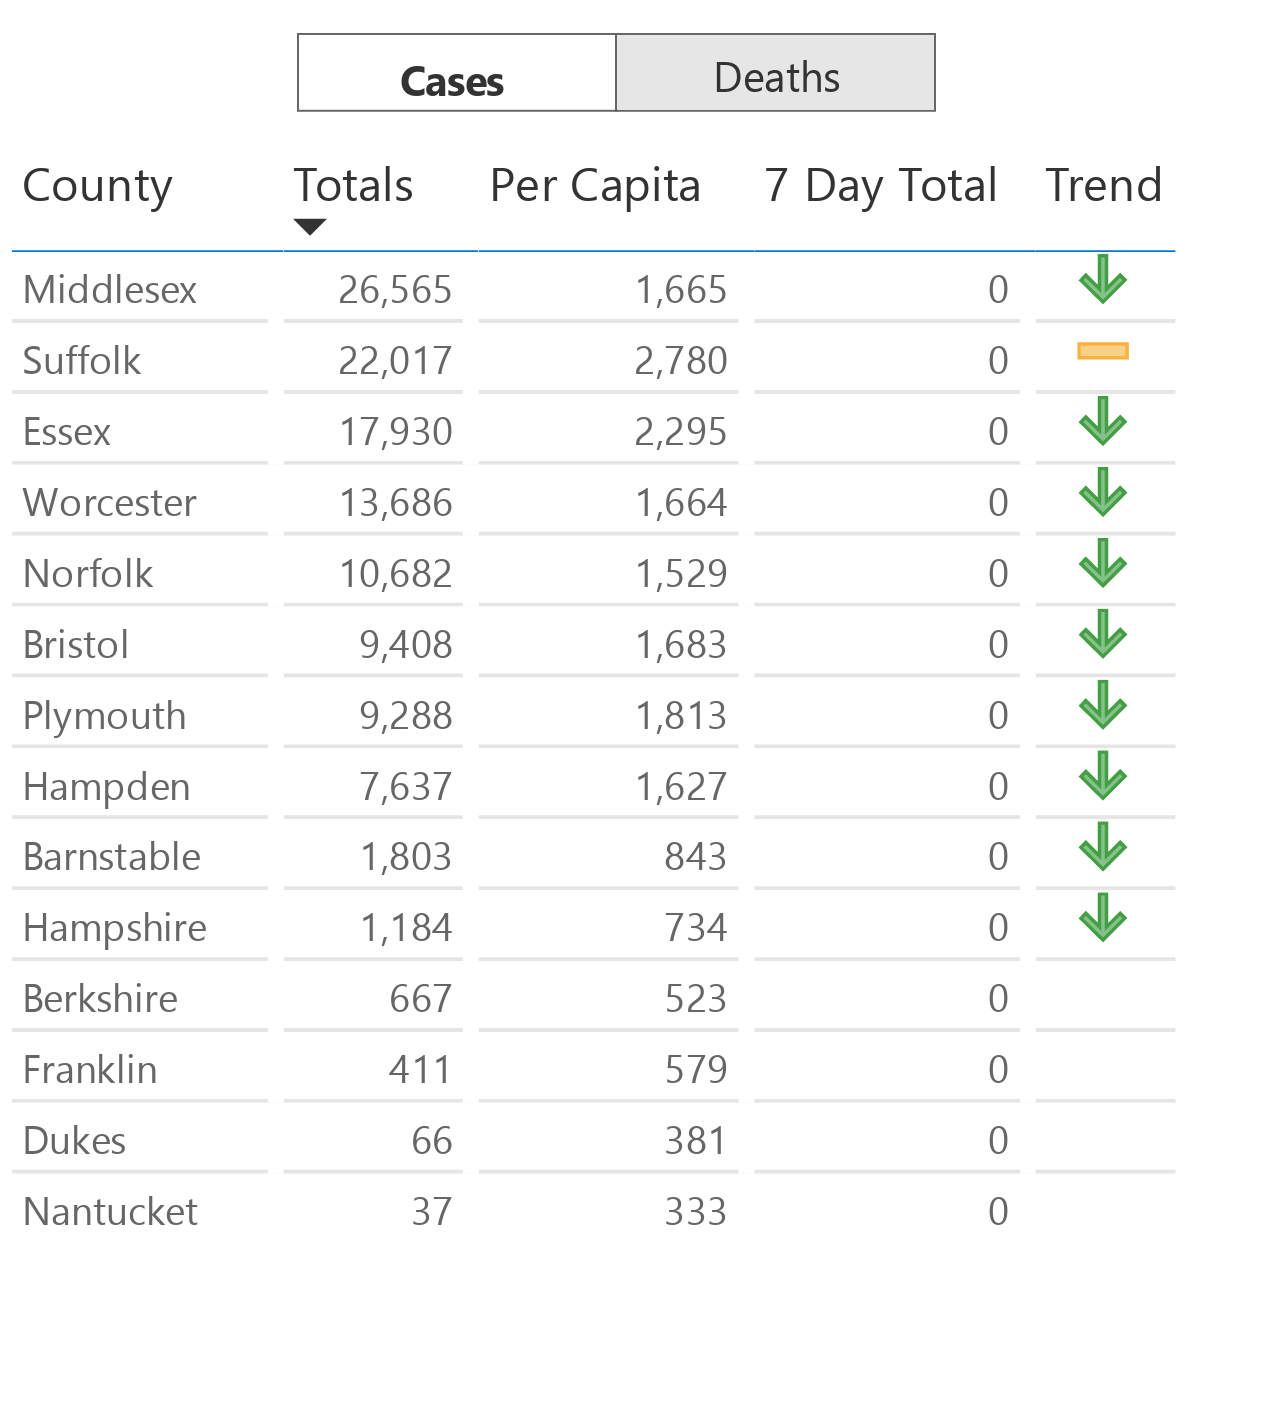 Cases Deaths
County Totals Per Capita 7 Day Total Trend
Middlesex 26,565 1,665 0
Suffolk 22,017 2,780 0
Essex 17,930 2,295 0
Worcester 13,686 1,664 0
Norfolk 10,682 1,529 0
Bristol 9,408 1,683 0
Plymouth 9,288 1,813 0
Hampden 7,637 1,627 0
Barnstable 1,803 843 0
Hampshire 1,184 734 0
Berkshire 667 523 0
Franklin 411 579 0
Dukes 66 381 0
Nantucket 37 333 0